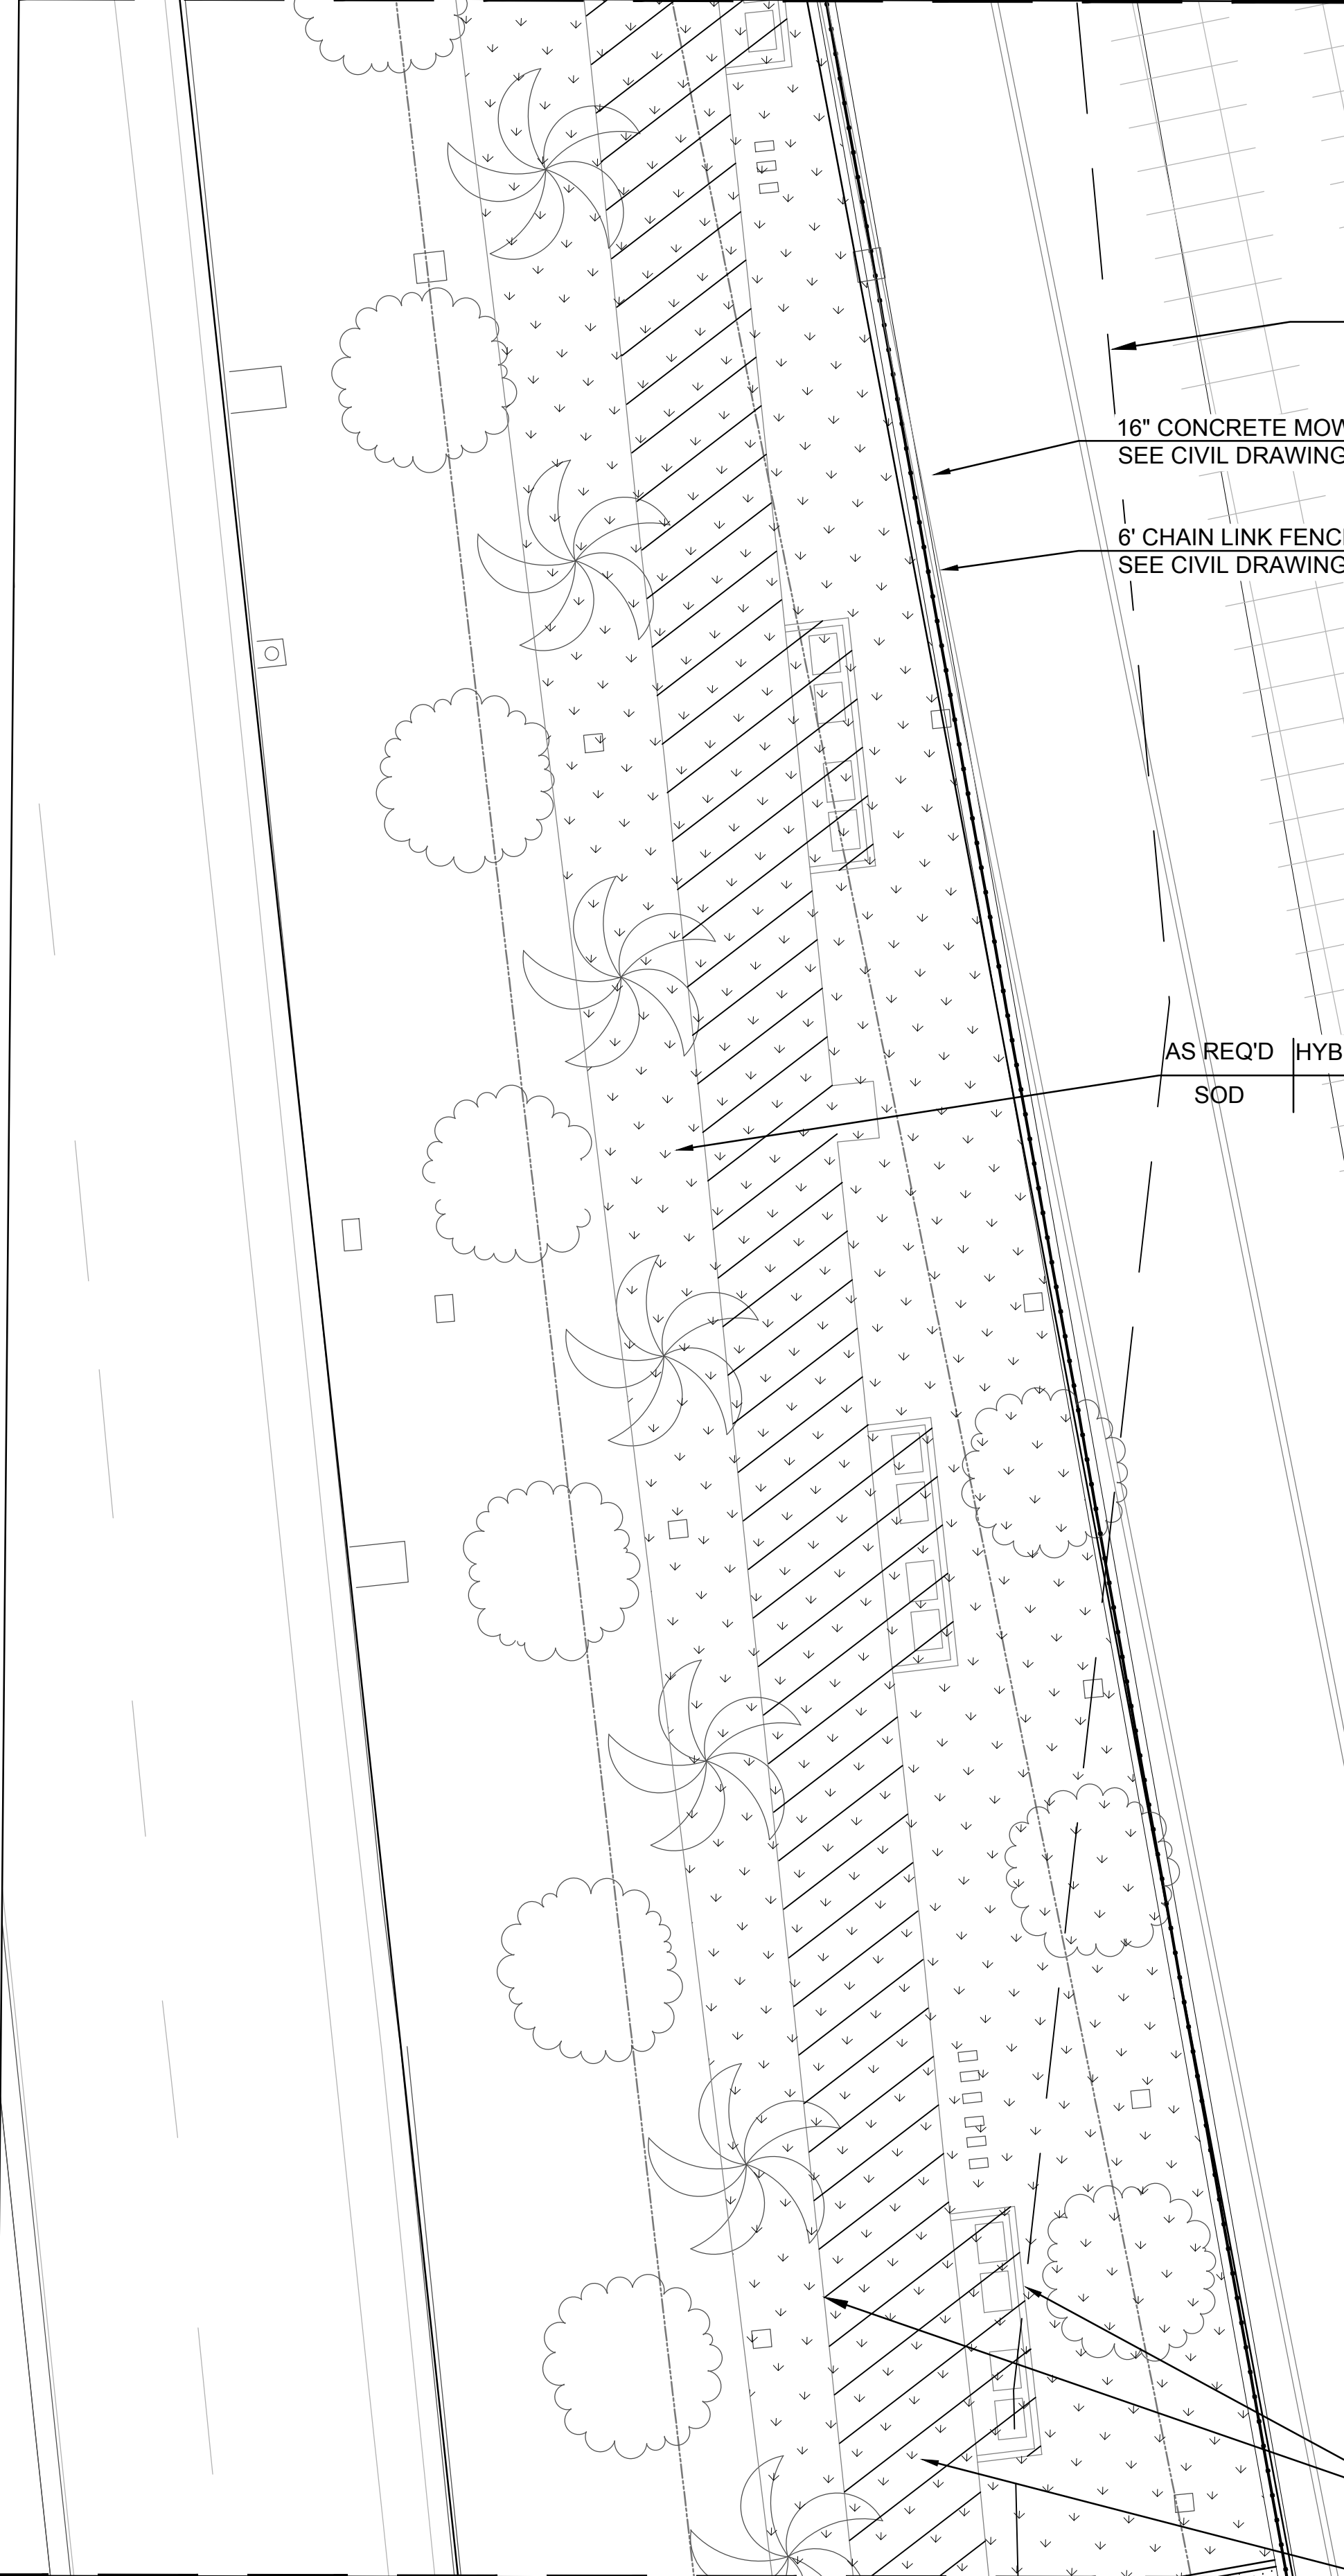 16" CONCRETE MOW
SEE CIVIL DRAWING
6' CHAIN LINK FENC
SEE CIVIL DRAWING
AS REQ'D HYB
SOD